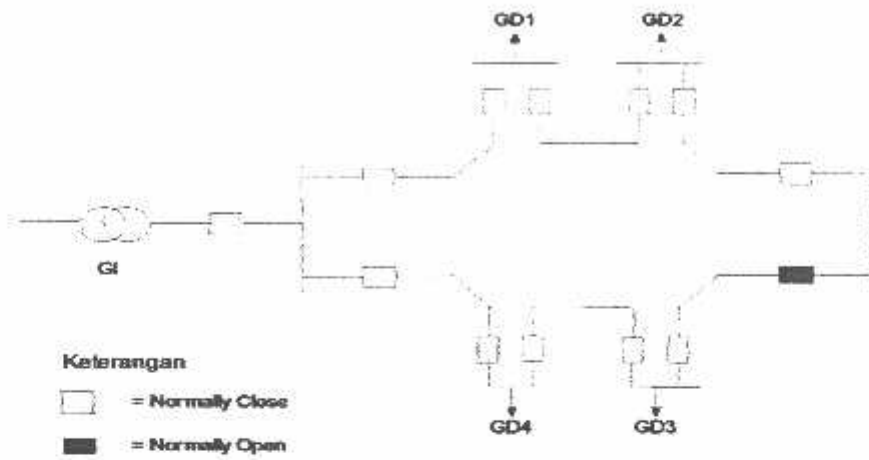 GD1 GD2
GI
Keterangan
= Normally Close
= Normally Open
GD4 GD3